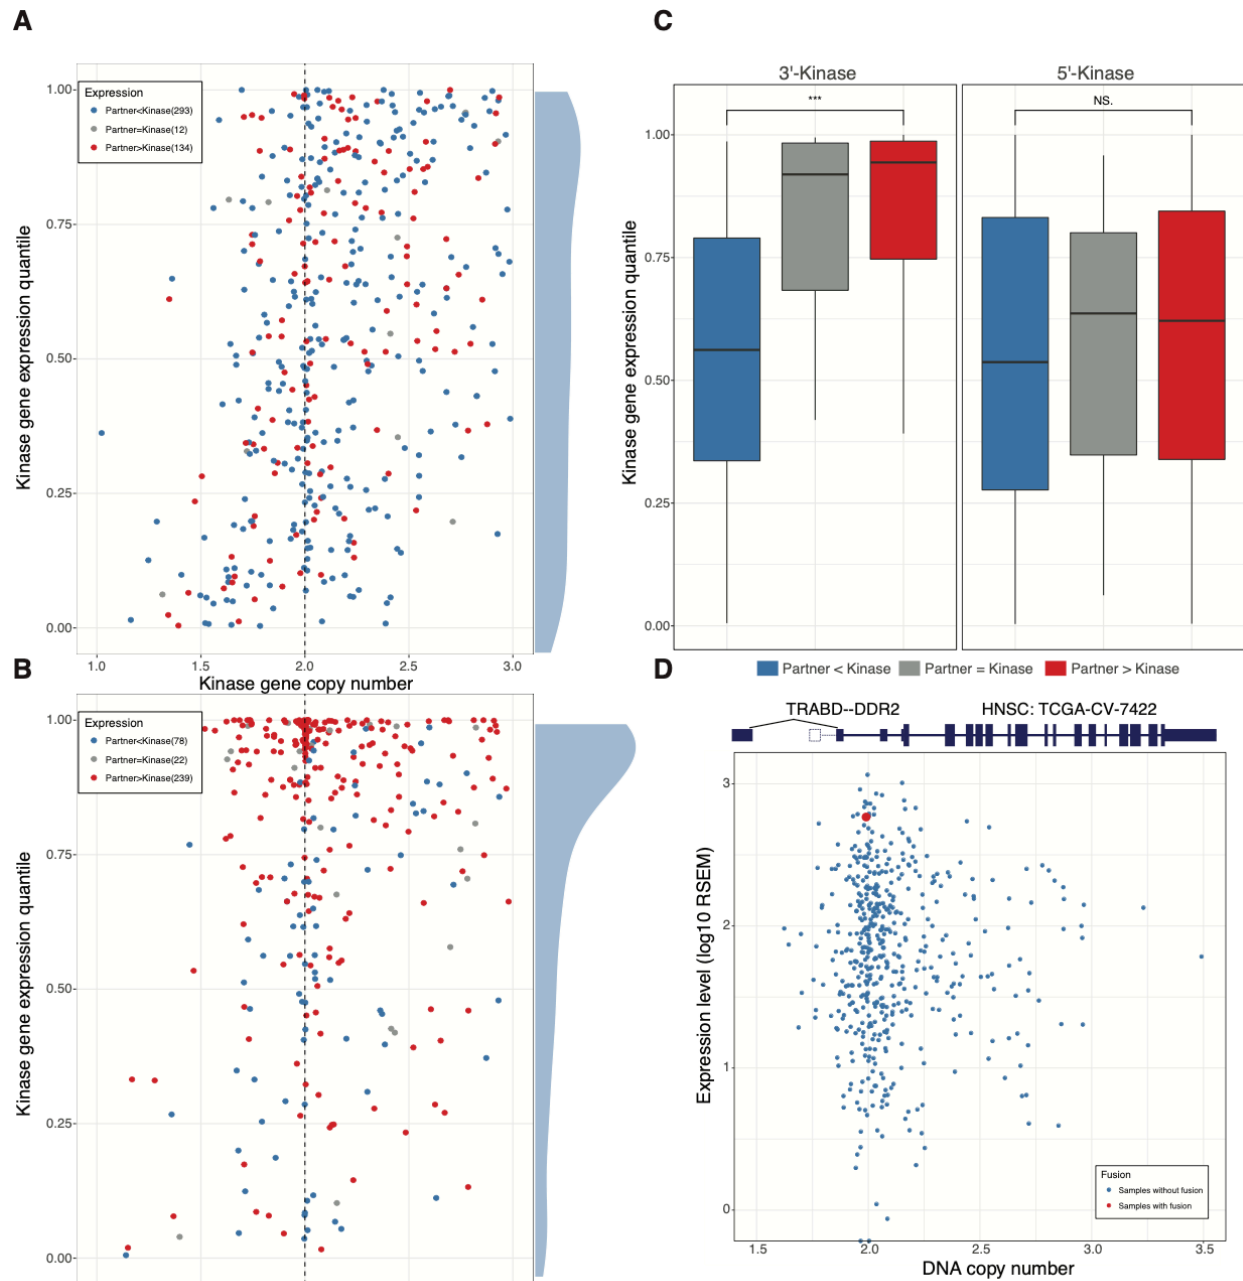 A
Expression
Partner<Kinase(293)
Partner=Kinase(12)
Partner>Kinase(134)
1.00
0.75
0.50
0.25
0.00
Kinase gene expression quantile
1.0 1.5 2.0 2.5 3.0
Kinase gene copy number
B
Expression
Partner<Kinase(78)
Partner=Kinase(22)
Partner>Kinase(239)
1.00
0.75
0.50
0.25
0.00
Kinase gene expression quantile
C
3'-Kinase 5'-Kinase
*** NS.
1.00
0.75
0.50
0.25
0.00
Kinase gene expression quantile
Partner < Kinase Partner = Kinase Partner > Kinase
D
TRABD--DDR2 HNSC: TCGA-CV-7422
3
2
1
0
Expression level (log10 RSEM)
Fusion
Samples without fusion
Samples with fusion
1.5 2.0 2.5 3.0 3.5
DNA copy number